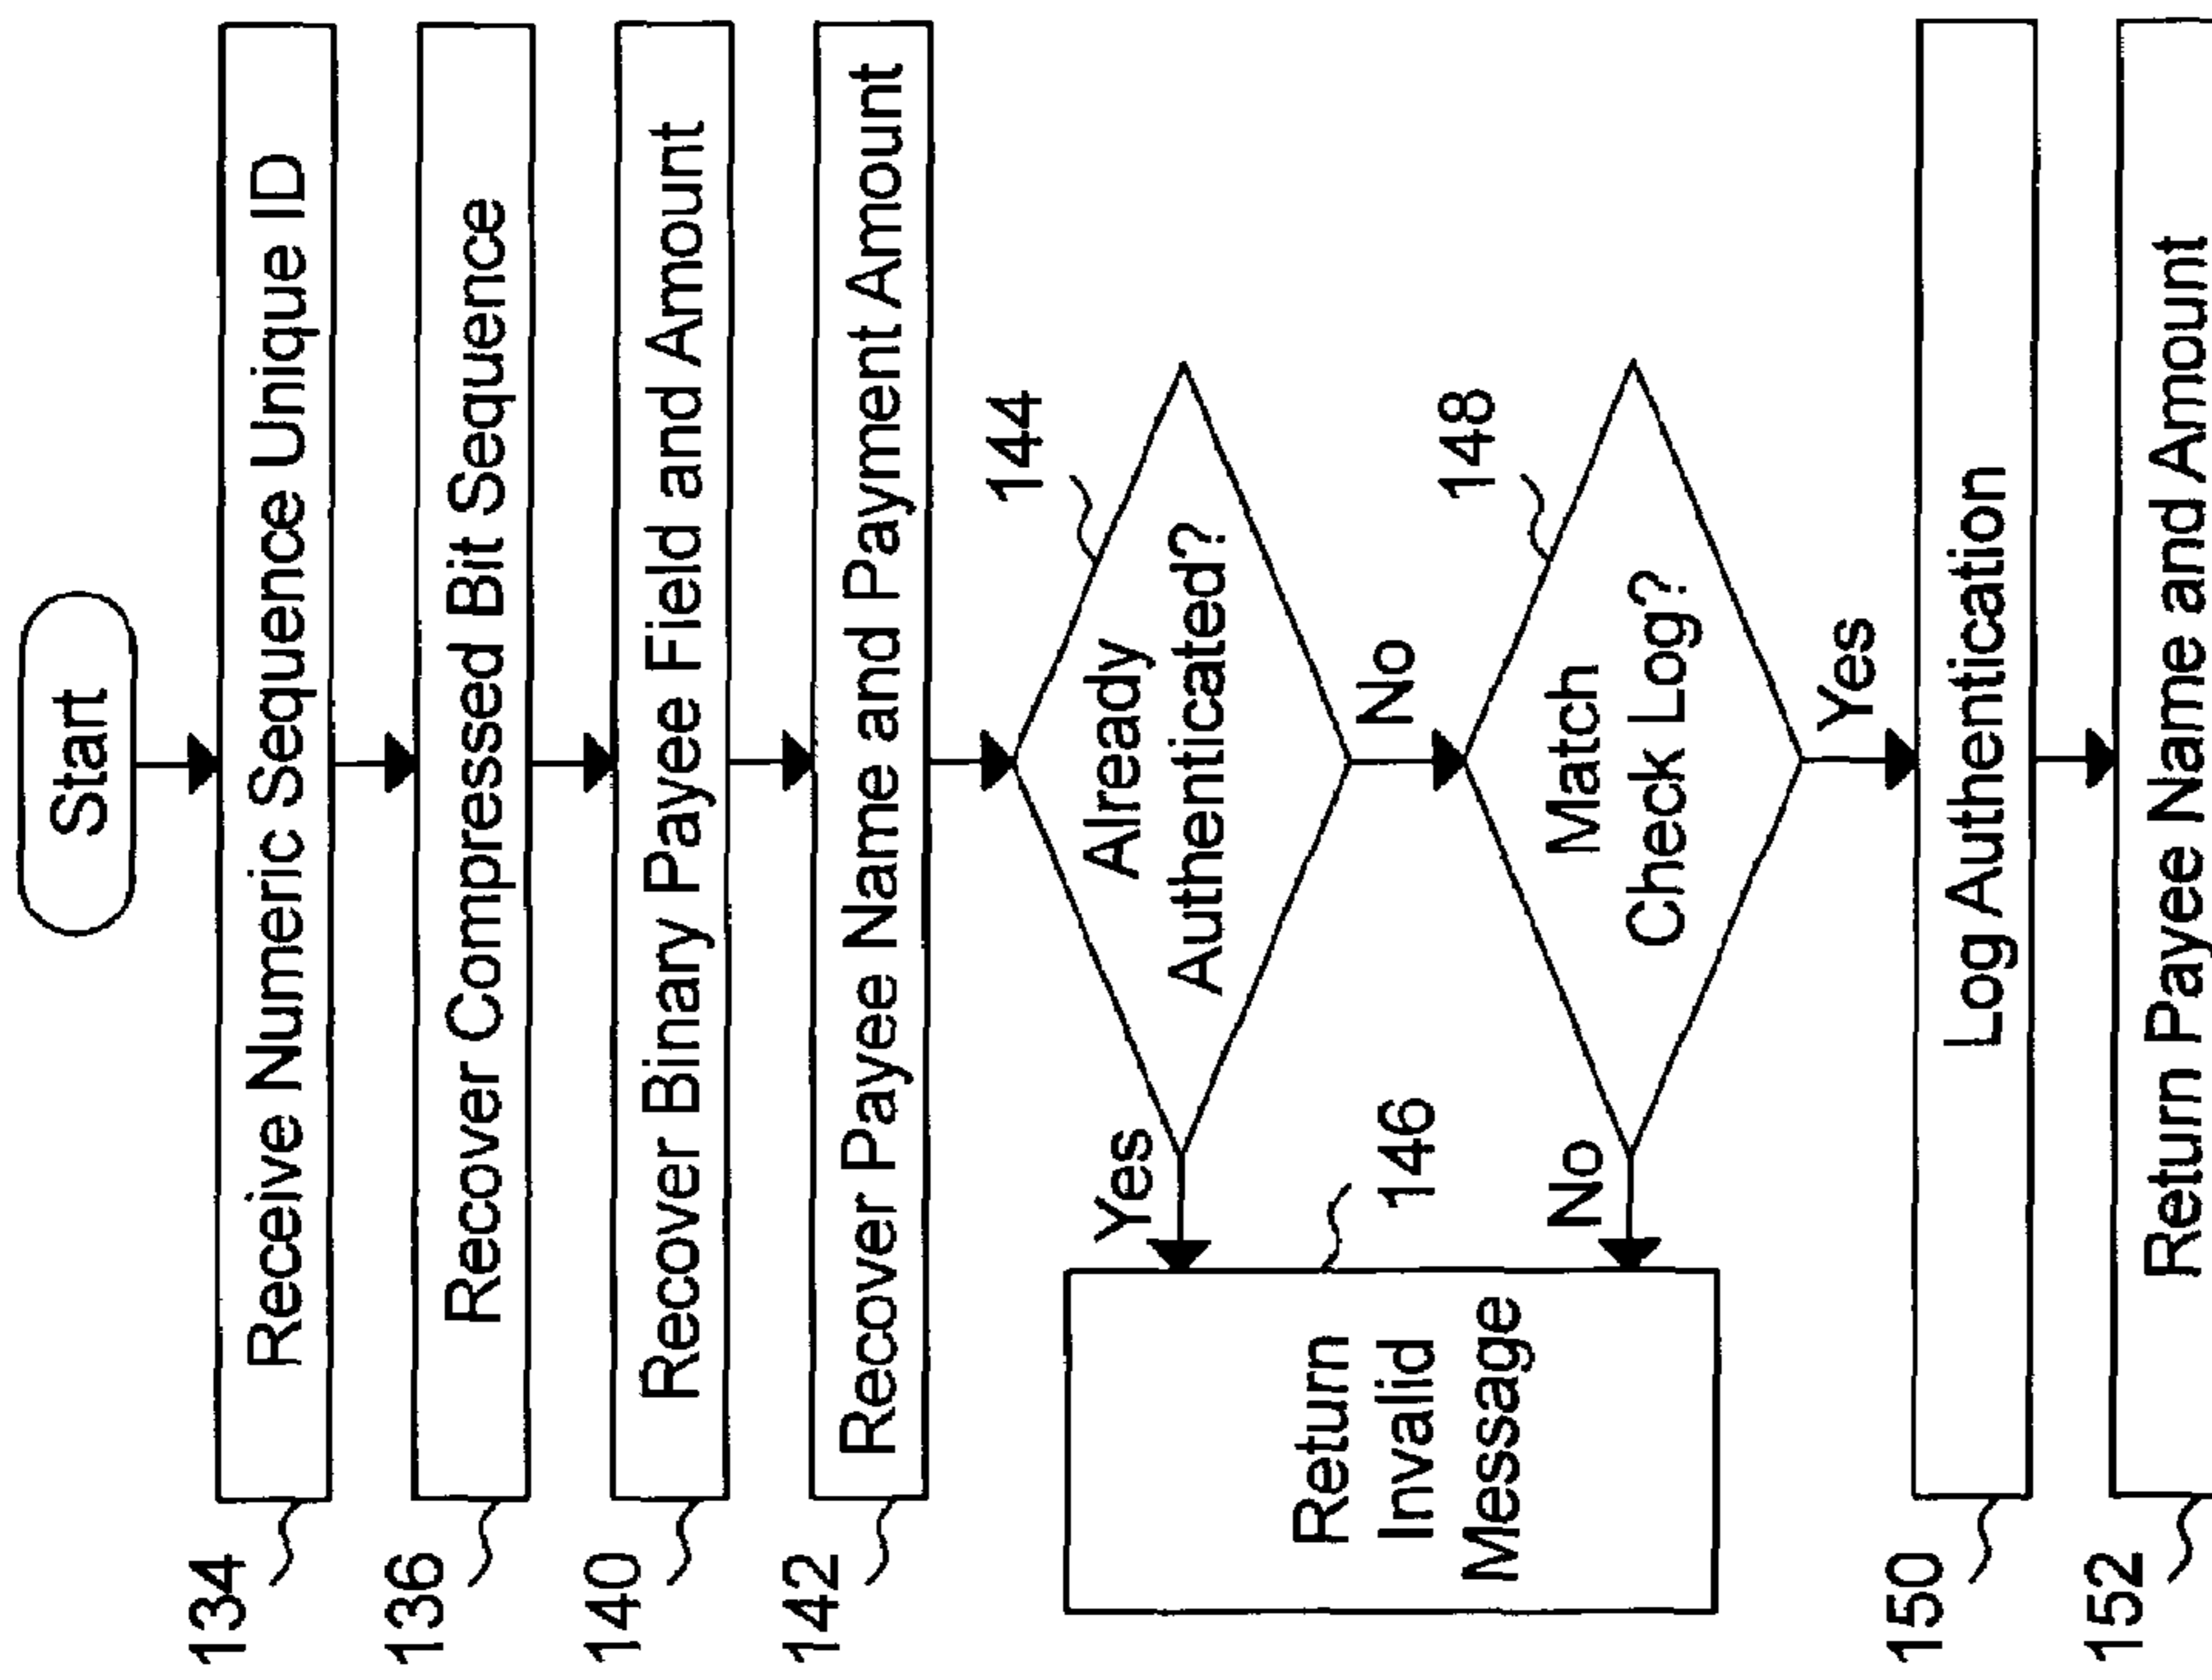 Start
134
Receive Numeric Sequence Unique ID
136
Recover Compressed Bit Sequence
140
Recover Binary Payee Field and Amount
142
Recover Payee Name and Payment Amount
144
Already
Authenticated?
Yes
No
146
Return
Invalid
Message
148
Match
Check Log?
No
Yes
150
Log Authentication
152
Return Payee Name and Amount